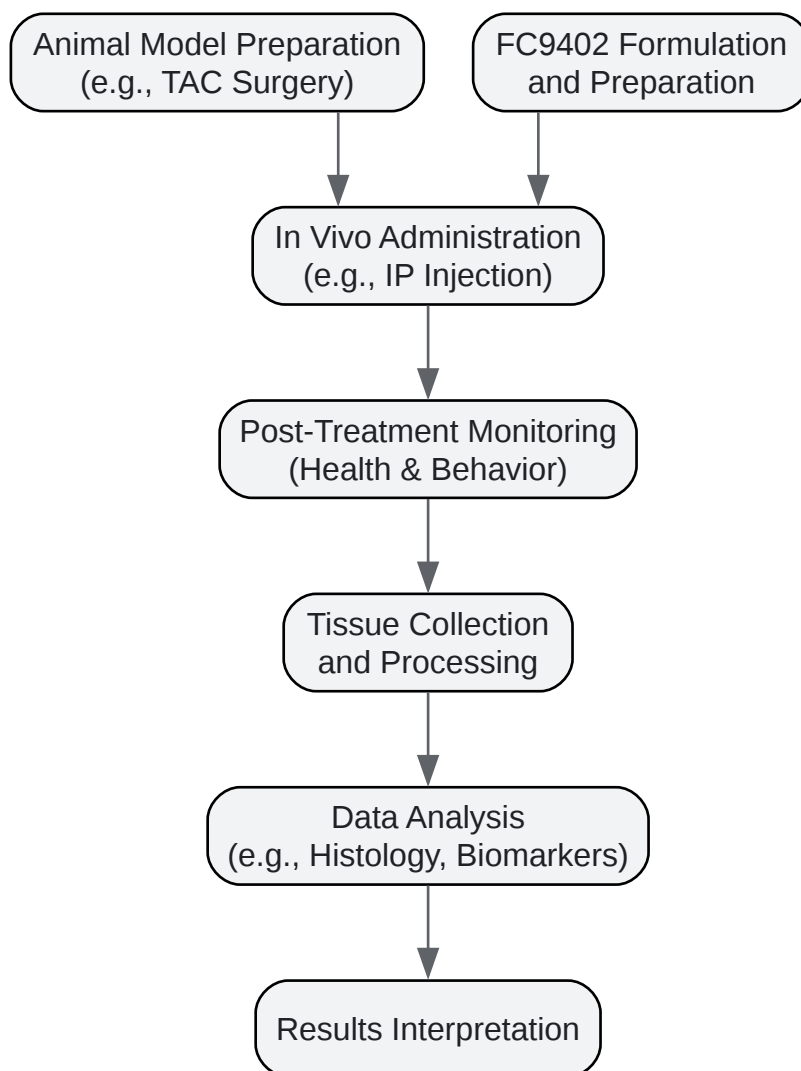 Animal Model Preparation
(e.g., TAC Surgery)
FC9402 Formulation
and Preparation
In Vivo Administration
(e.g., IP Injection)
Post-Treatment Monitoring
(Health & Behavior)
Tissue Collection
and Processing
Data Analysis
(e.g., Histology, Biomarkers)
Results Interpretation